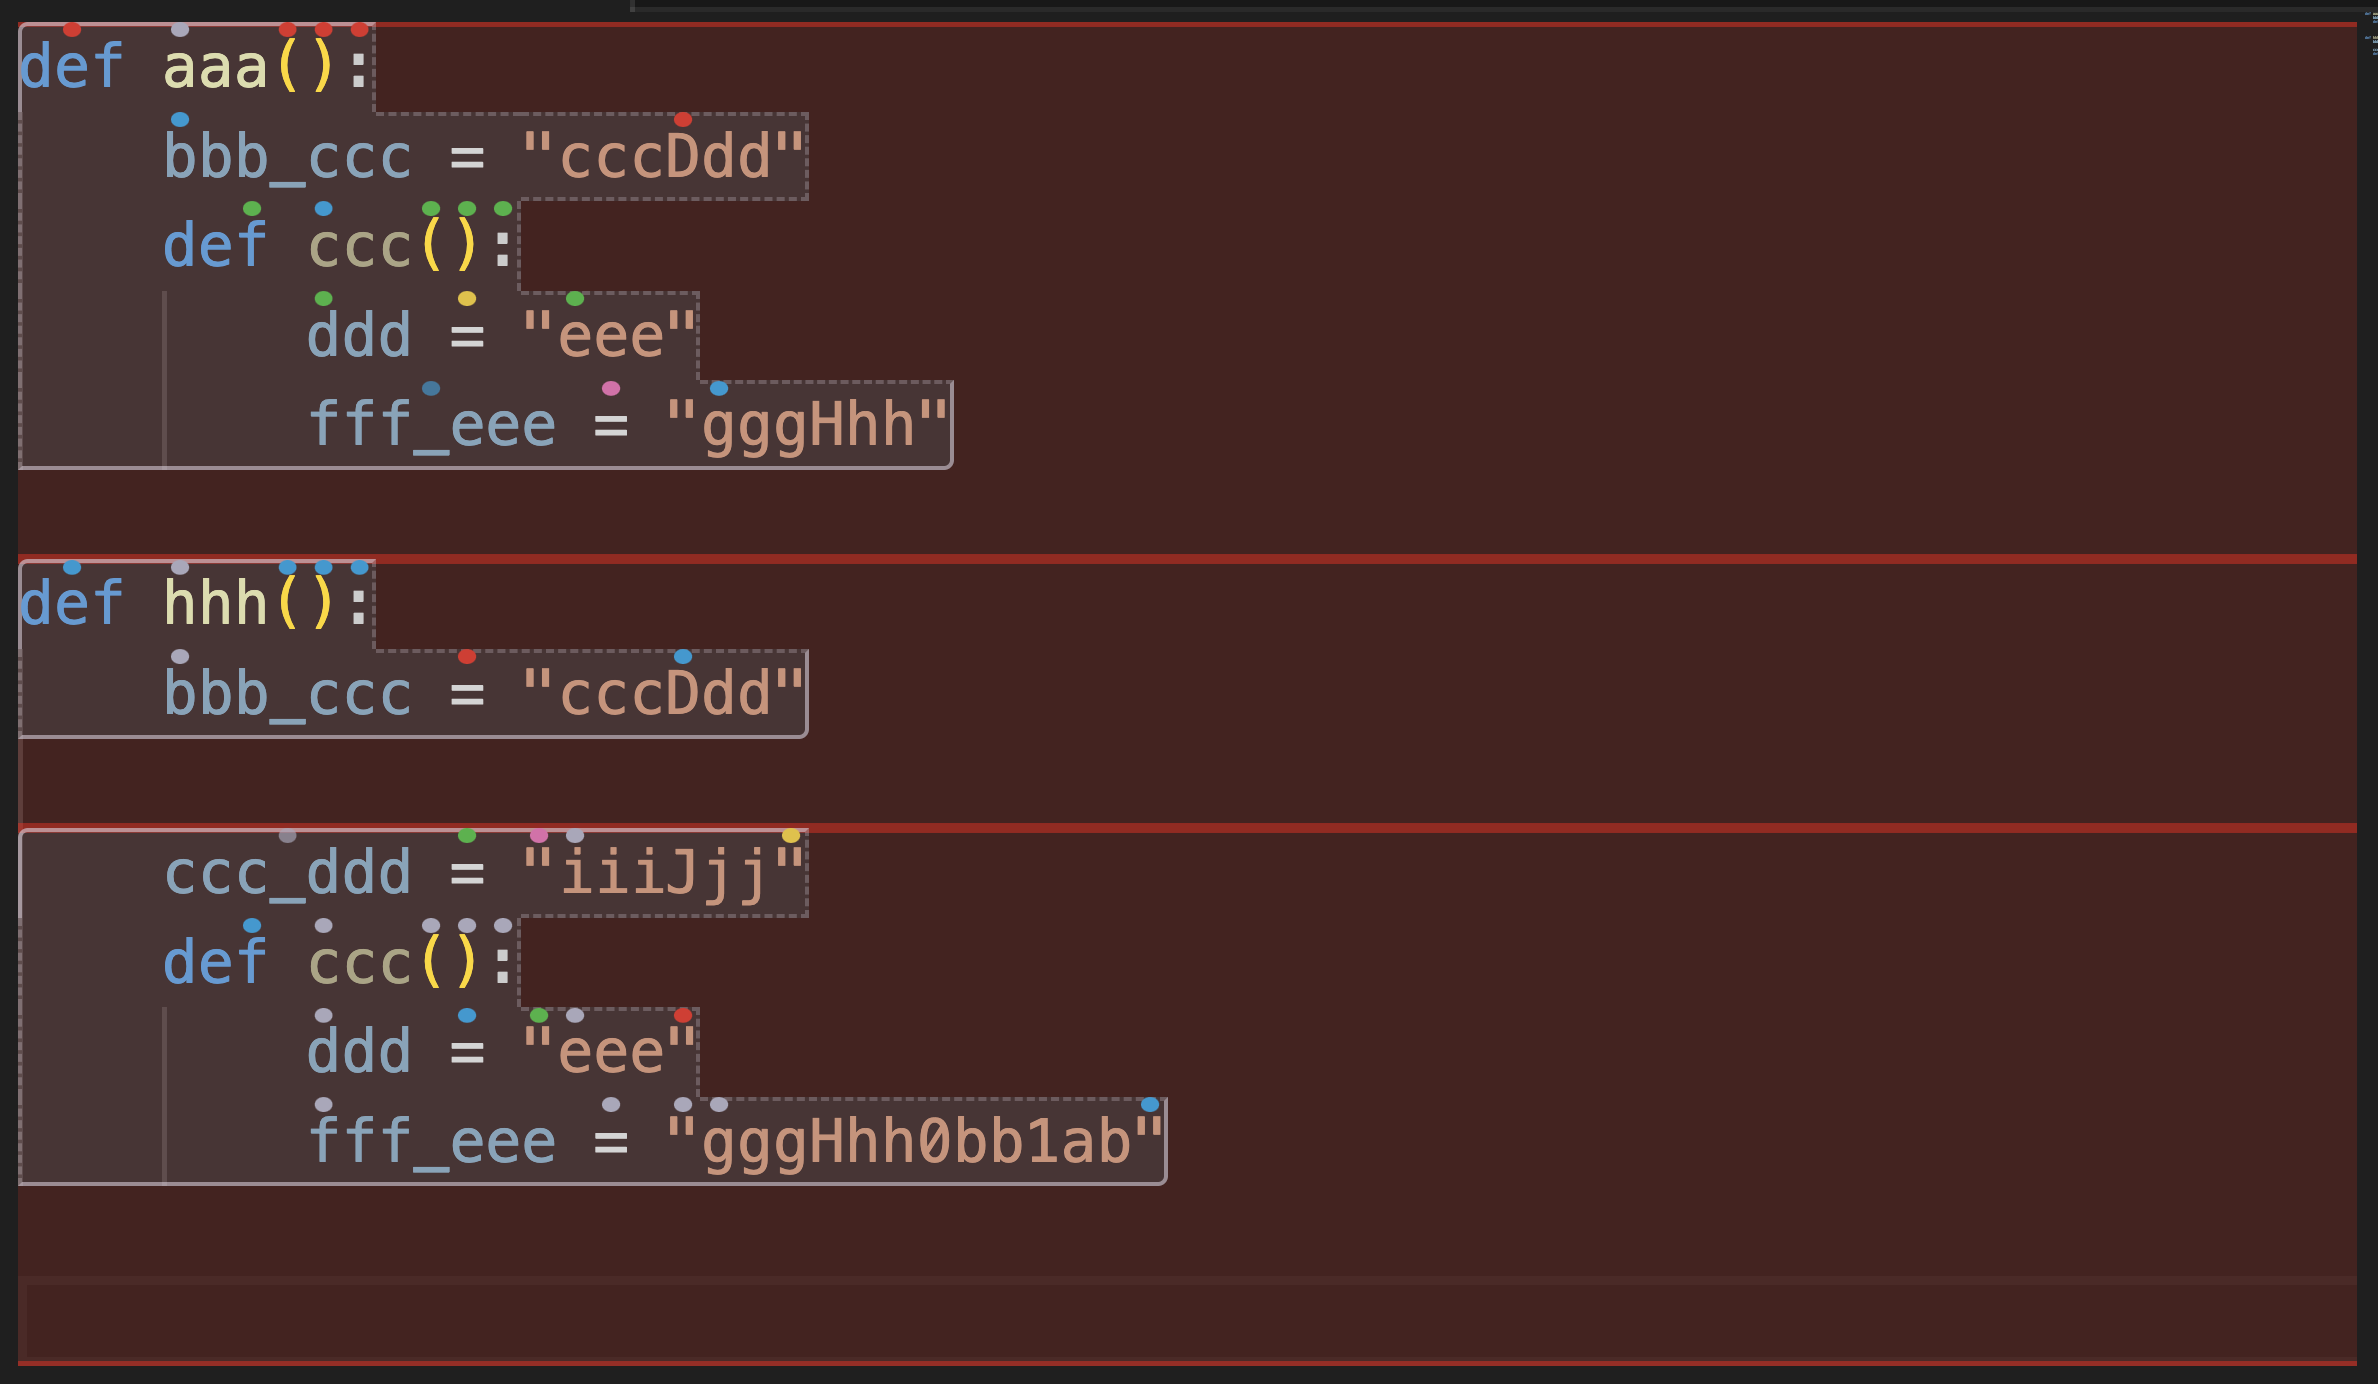 def aaa():
    bbb_ccc = "cccDdd"
    def ccc():
        ddd = "eee"
        fff_eee = "gggHhh"
def hhh():
    bbb_ccc = "cccDdd"
    ccc_ddd = "iiiJjj"
    def ccc():
        ddd = "eee"
        fff_eee = "gggHhh0bb1ab"